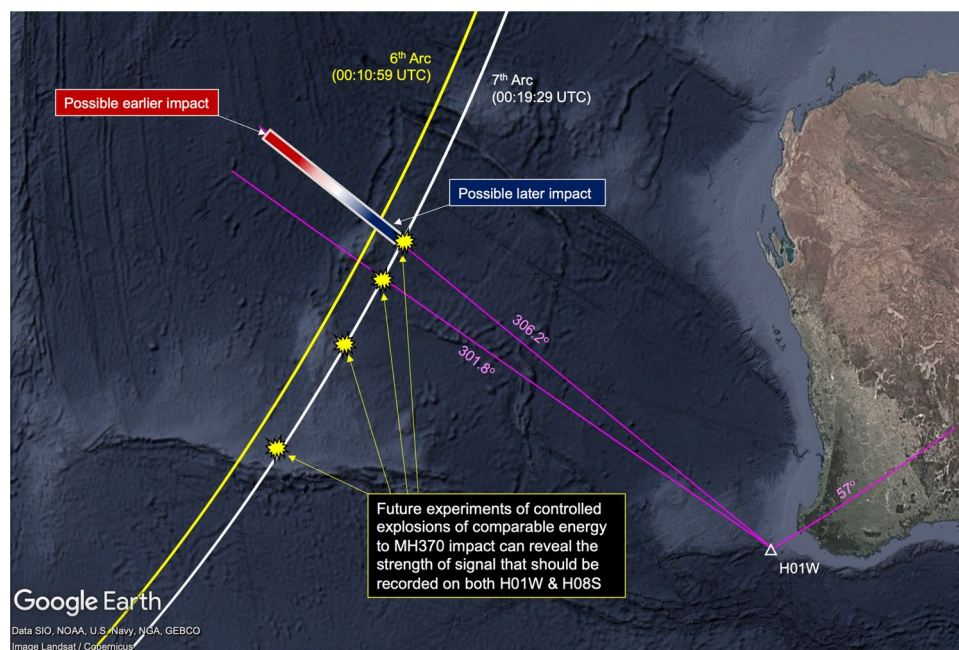 6th Arc
(00:10:59 UTC)
7th Arc
(00:19:29 UTC)
Possible earlier impact
Possible later impact
306.2º
301.8º
57º
H01W
Future experiments of controlled
explosions of comparable energy
to MH370 impact can reveal the
strength of signal that should be
recorded on both H01W & H08S
Google Earth
Data SIO, NOAA, U.S. Navy, NGA, GEBCO
Image Landsat / Copernicus